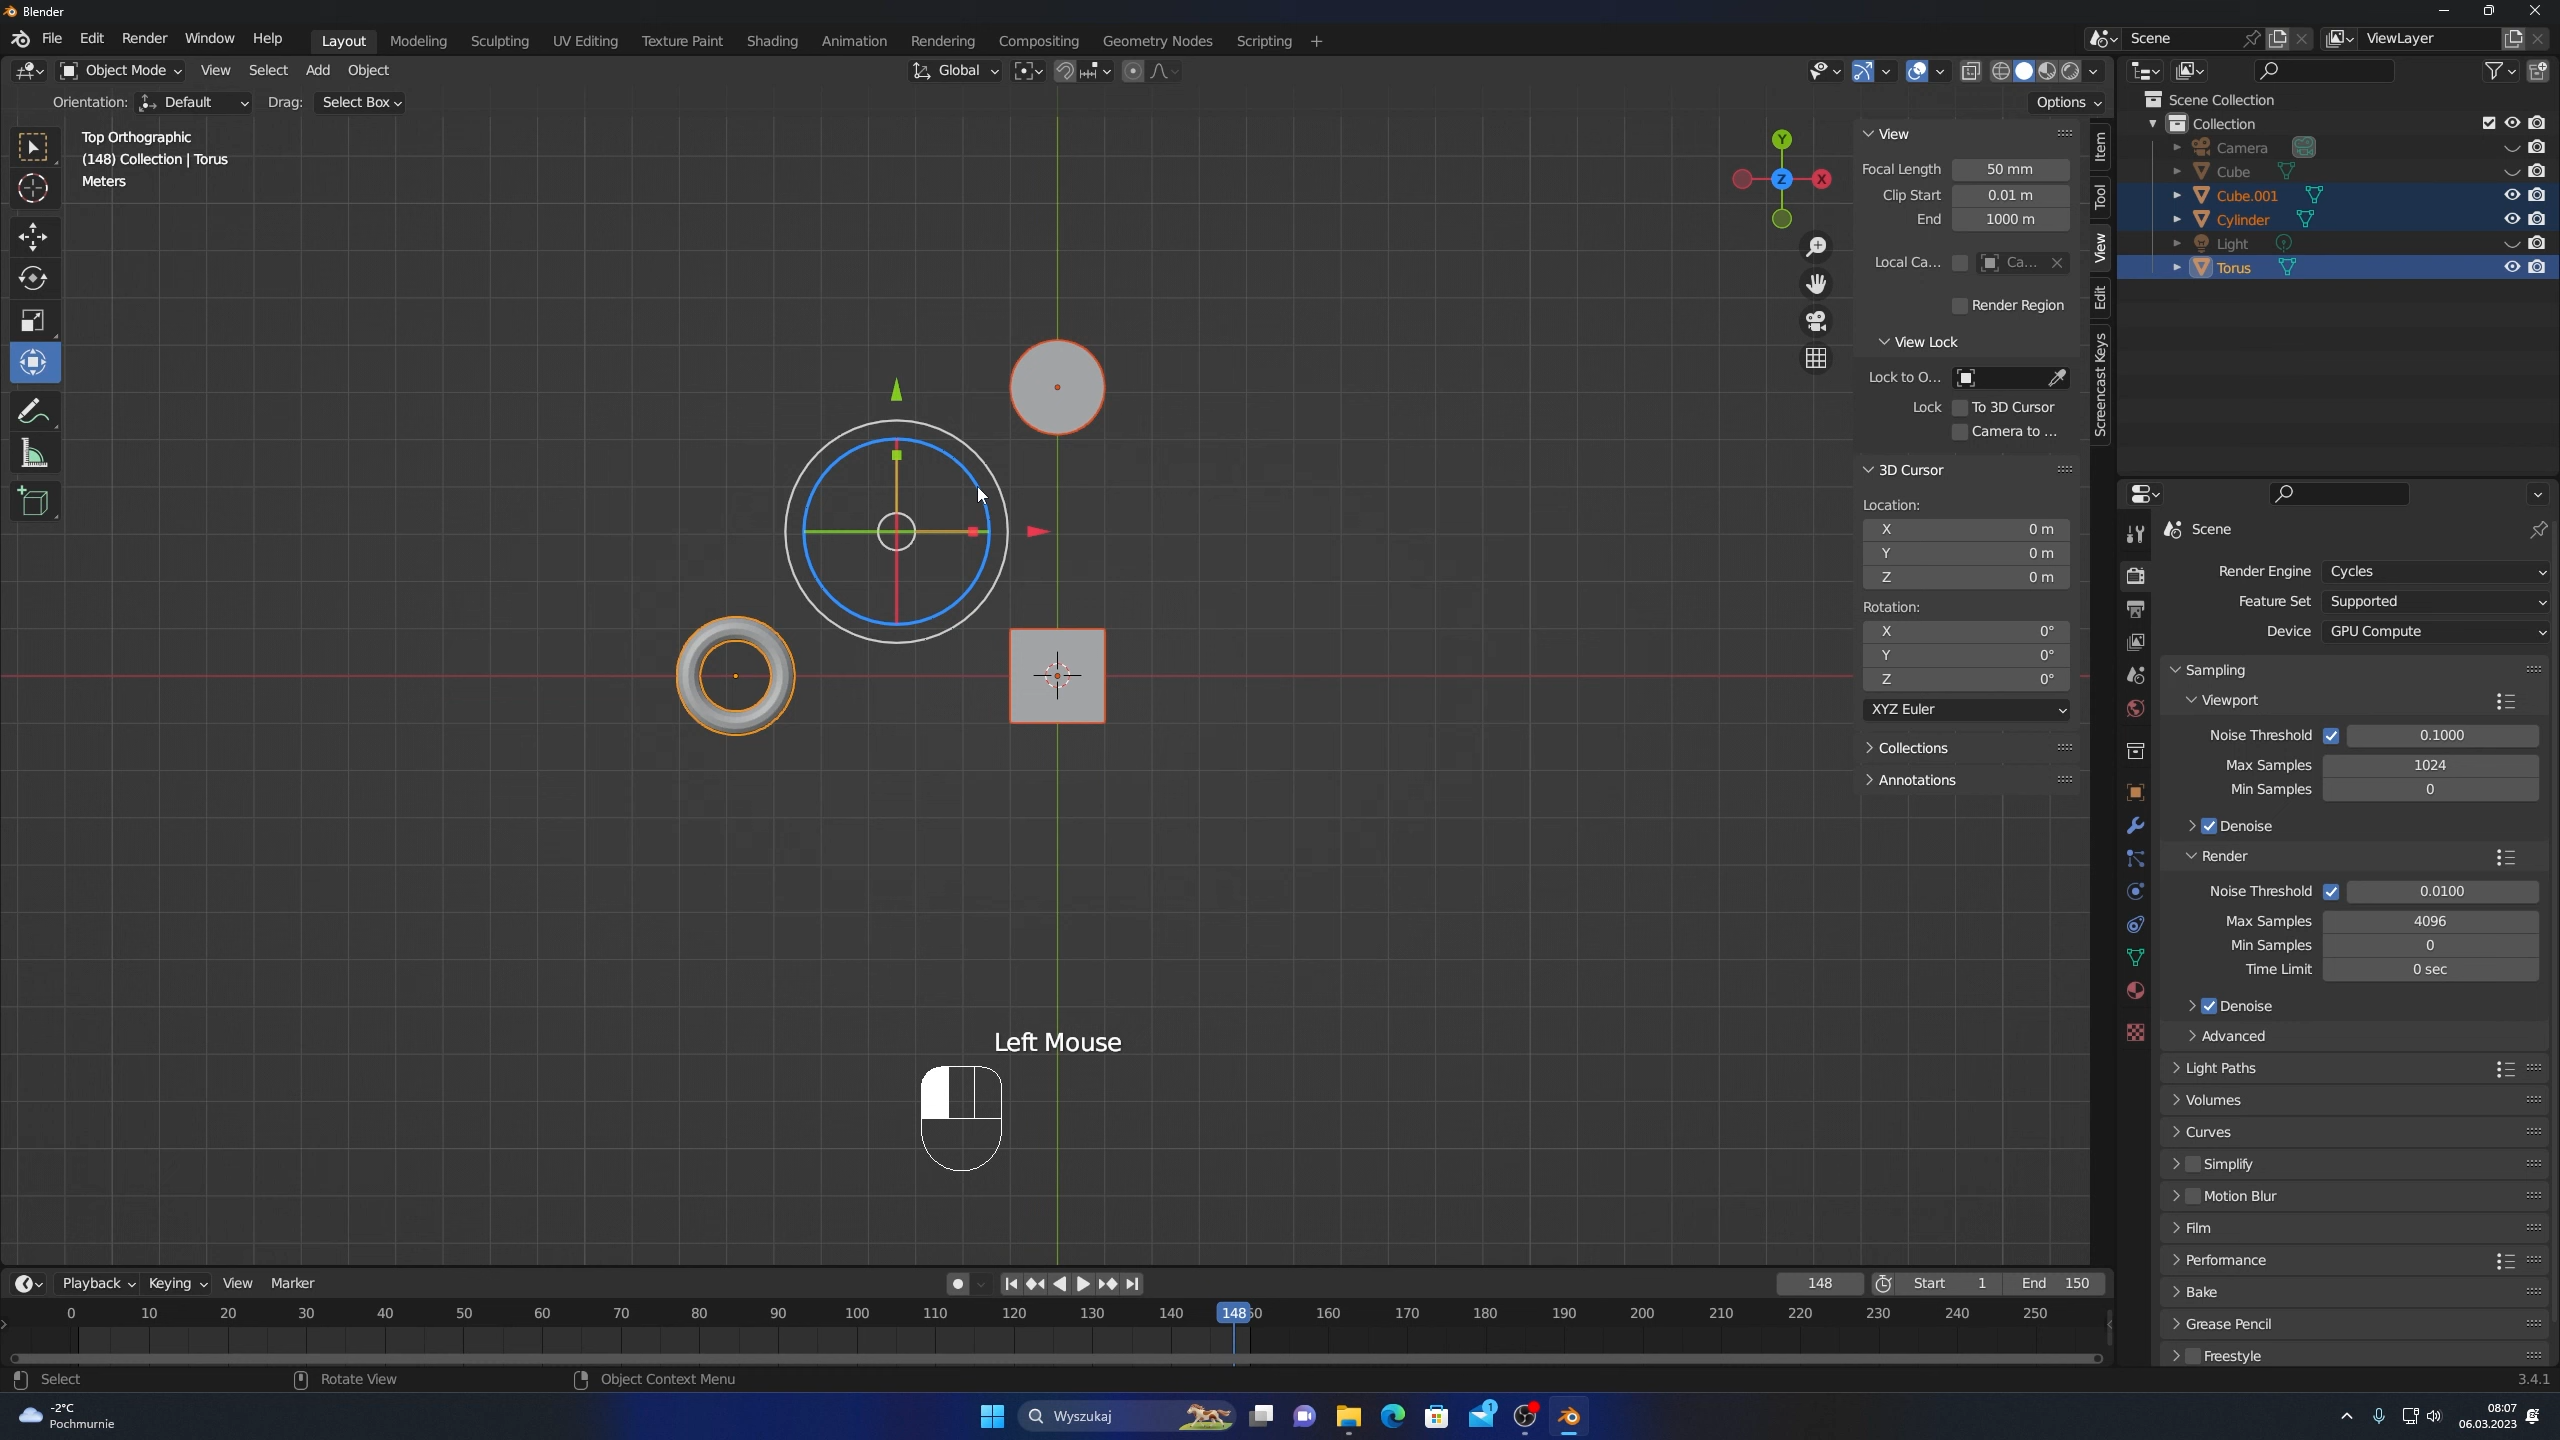 Blender
File Edit Render Window Help Layout Modeling Sculpting UV Editing Texture Paint Shading Animation Rendering Compositing Geometry Nodes Scripting + Scene ViewLayer
Object Mode View Select Add Object Global
Orientation: Default Drag: Select Box Options
Top Orthographic
(148) Collection | Torus
Meters
Y
X
Z
View
Focal Length 50 mm
Clip Start 0.01 m
End 1000 m
Local Ca... Ca...
Render Region
View Lock
Lock to O...
Lock To 3D Cursor
Camera to ...
3D Cursor
Location:
X 0 m
Y 0 m
Z 0 m
Rotation:
X 0°
Y 0°
Z 0°
XYZ Euler
Collections
Annotations
Item
Tool
View
Edit
Screencast Keys
Scene Collection
Collection
Camera
Cube
Cube.001
Cylinder
Light
Torus
Scene
Render Engine Cycles
Feature Set Supported
Device GPU Compute
Sampling
Viewport
Noise Threshold 0.1000
Max Samples 1024
Min Samples 0
Denoise
Render
Noise Threshold 0.0100
Max Samples 4096
Min Samples 0
Time Limit 0 sec
Denoise
Advanced
Light Paths
Volumes
Curves
Simplify
Motion Blur
Film
Performance
Bake
Grease Pencil
Freestyle
Left Mouse
Playback Keying View Marker 148 Start 1 End 150
0 10 20 30 40 50 60 70 80 90 100 110 120 130 140 148 50 160 170 180 190 200 210 220 230 240 250
Select Rotate View Object Context Menu 3.4.1
-2°C
Pochmurnie
Wyszukaj
1
08:07
06.03.2023